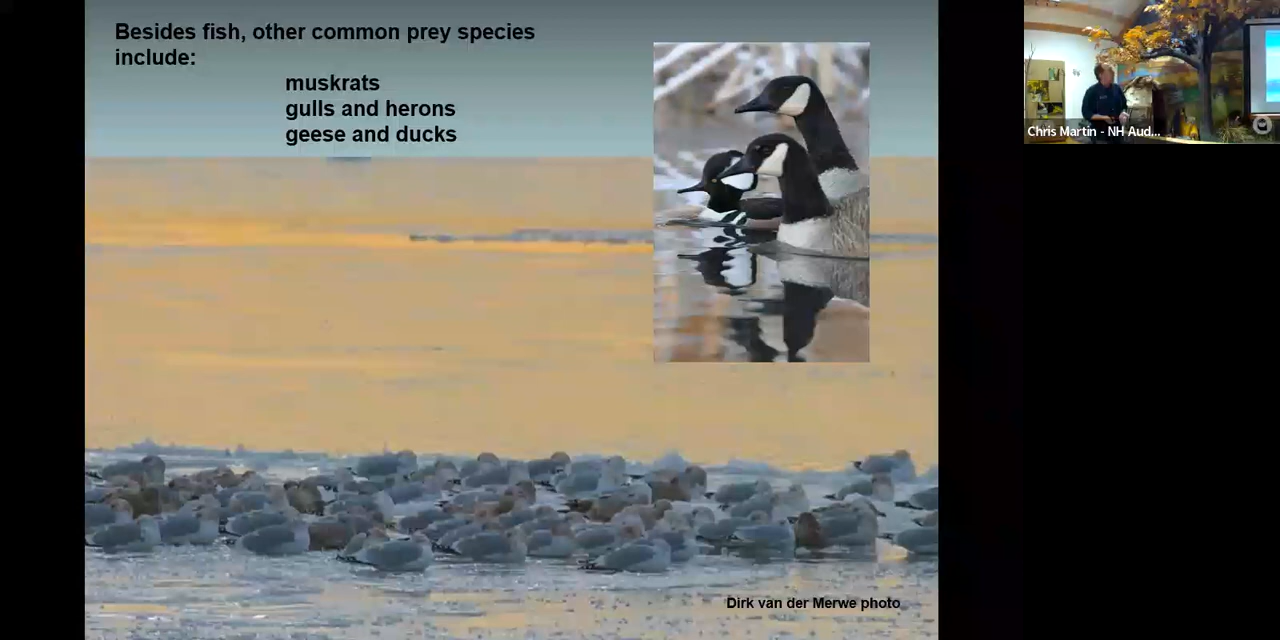 Besides fish, other common prey species
include:
muskrats
gulls and herons
geese and ducks
Chris Martin - NH Aud...
Dirk van der Merwe photo